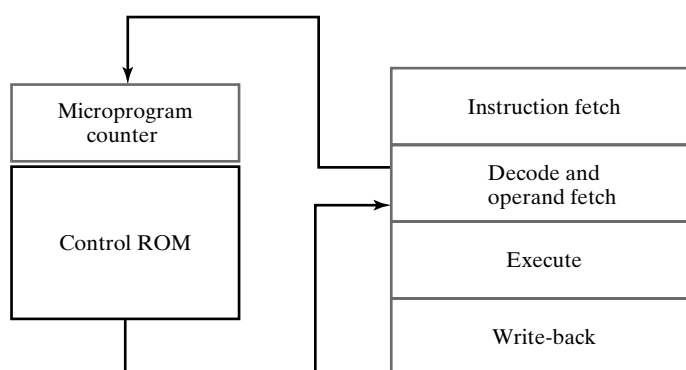 Microprogram
counter
Control ROM
Instruction fetch
Decode and
operand fetch
Execute
Write-back